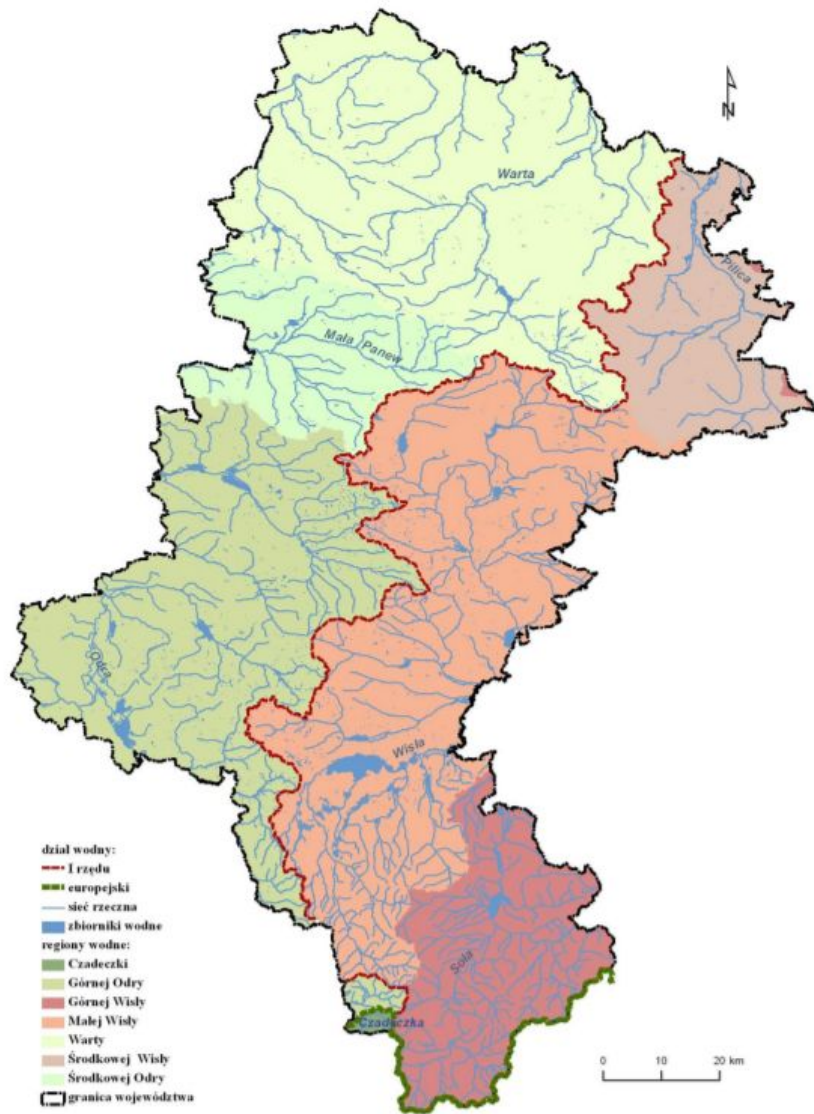 N
Warta
Pilica
Mała Panew
Odra
Wisła
Soła
Czadeczka
dział wodny:
I rzędu
europejski
sieć rzeczna
zbiorniki wodne
regiony wodne:
Czadeczki
Górnej Odry
Górnej Wisły
Małej Wisły
Warty
Środkowej Wisły
Środkowej Odry
granica województwa
0 10 20 km